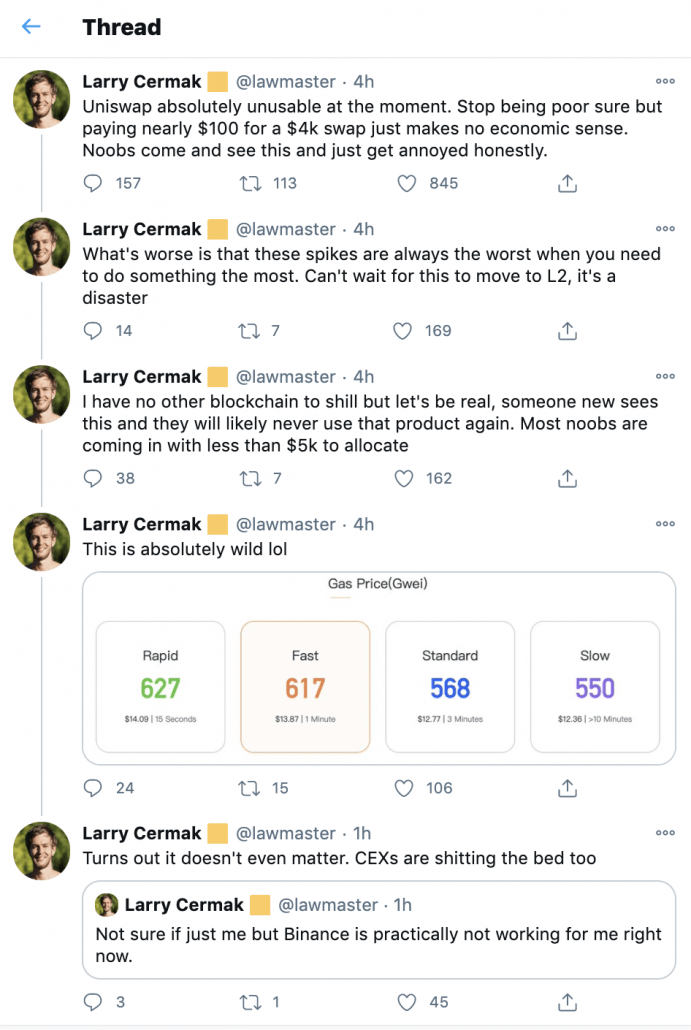 Thread
Larry Cermak 🟨 @lawmaster · 4h
Uniswap absolutely unusable at the moment. Stop being poor sure but
paying nearly $100 for a $4k swap just makes no economic sense.
Noobs come and see this and just get annoyed honestly.
157 113 845
Larry Cermak 🟨 @lawmaster · 4h
What's worse is that these spikes are always the worst when you need
to do something the most. Can't wait for this to move to L2, it's a
disaster
14 7 169
Larry Cermak 🟨 @lawmaster · 4h
I have no other blockchain to shill but let's be real, someone new sees
this and they will likely never use that product again. Most noobs are
coming in with less than $5k to allocate
38 7 162
Larry Cermak 🟨 @lawmaster · 4h
This is absolutely wild lol
Gas Price(Gwei)
Rapid Fast Standard Slow
627 617 568 550
$14.09 | 15 Seconds $13.87 | 1 Minute $12.77 | 3 Minutes $12.36 | >10 Minutes
24 15 106
Larry Cermak 🟨 @lawmaster · 1h
Turns out it doesn't even matter. CEXs are shitting the bed too
Larry Cermak 🟨 @lawmaster · 1h
Not sure if just me but Binance is practically not working for me right
now.
3 1 45